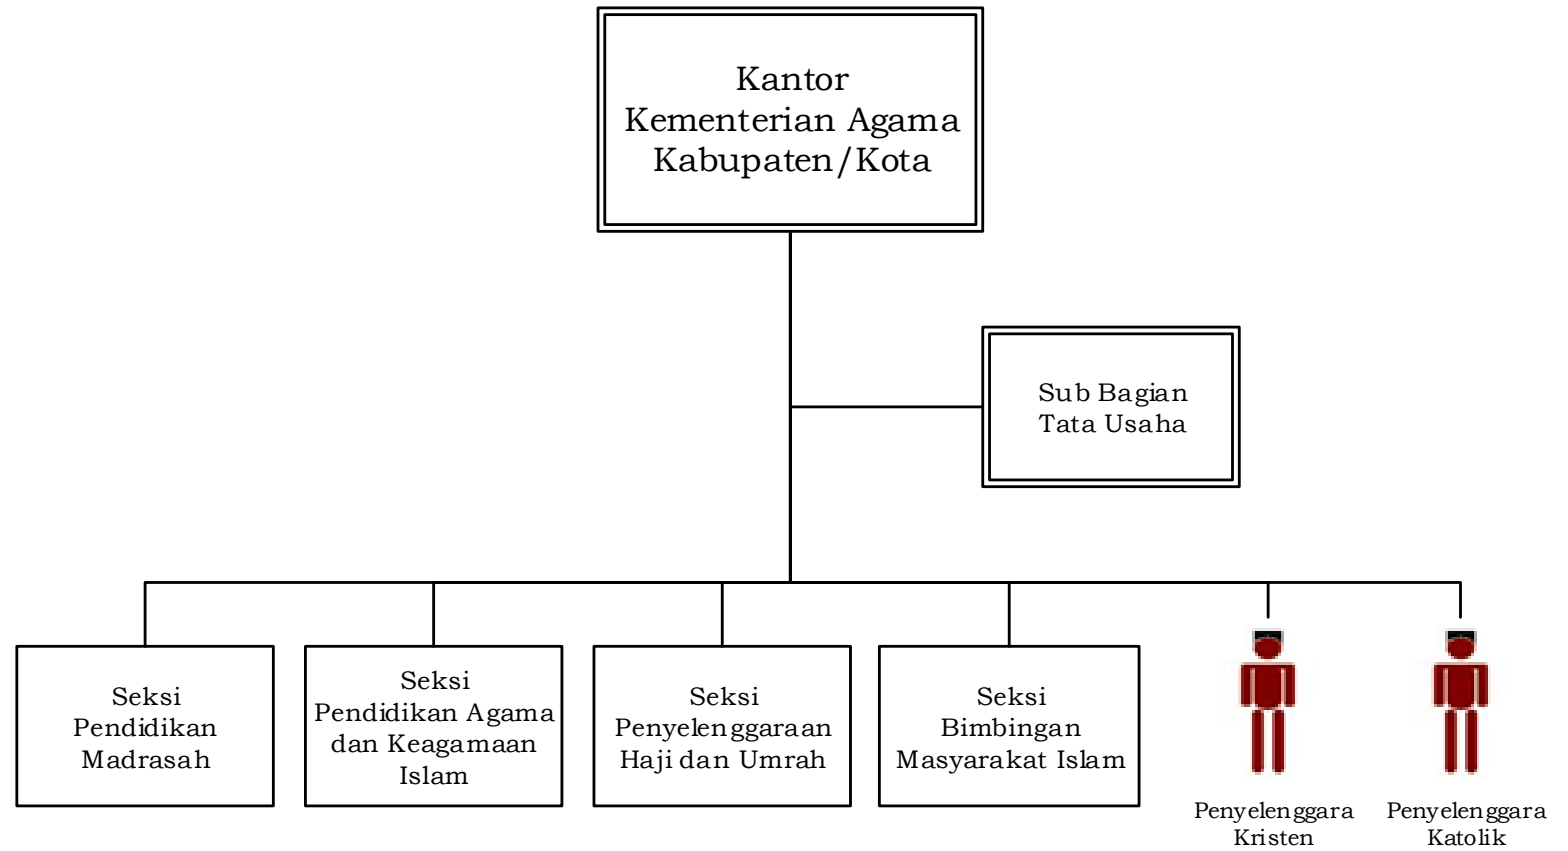 Kantor
Kementerian Agama
Kabupaten/Kota
Sub Bagian
Tata Usaha
Seksi
Pendidikan
Madrasah
Seksi
Pendidikan Agama
dan Keagamaan
Islam
Seksi
Penyelenggaraan
Haji dan Umrah
Seksi
Bimbingan
Masyarakat Islam
Penyelenggara
Kristen
Penyelenggara
Katolik